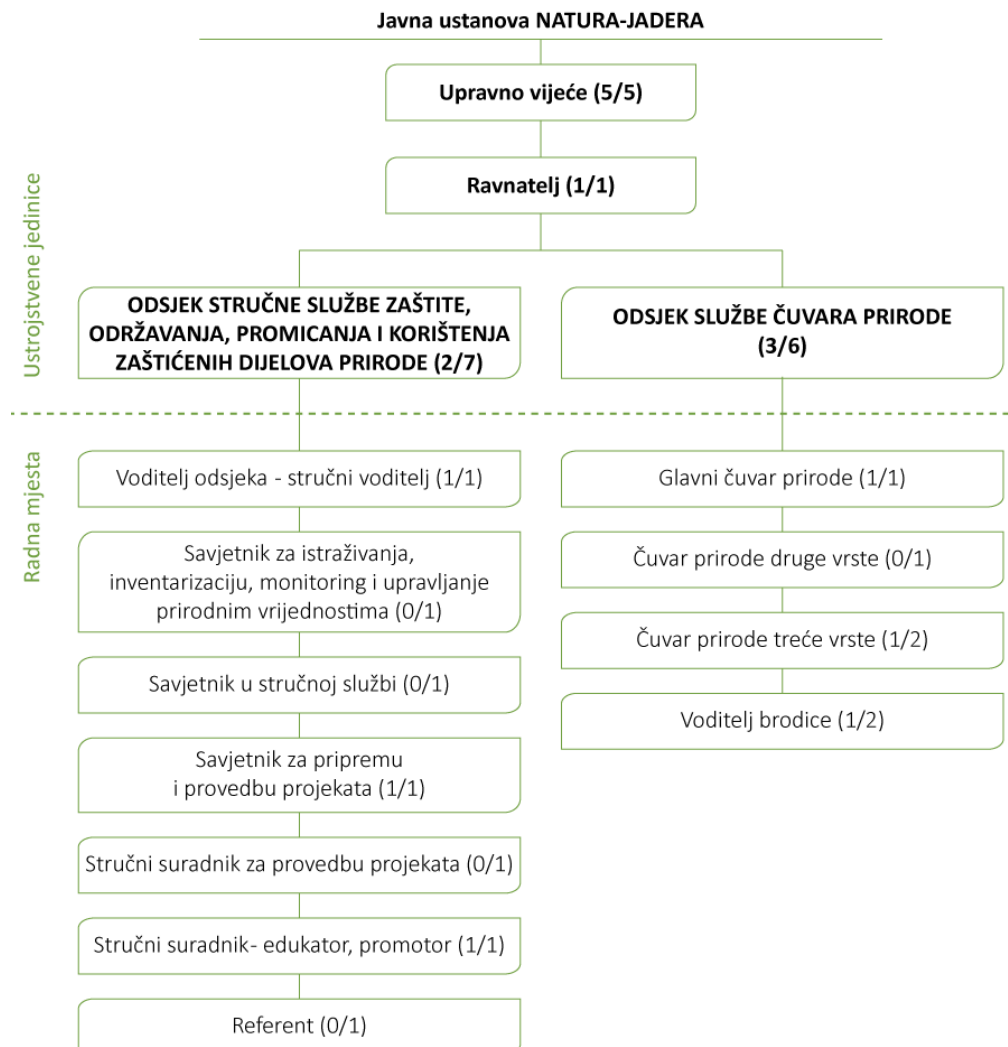 Javna ustanova NATURA-JADERA
Upravno vijeće (5/5)
Ravnatelj (1/1)
Ustrojstvene jedinice
ODSJEK STRUČNE SLUŽBE ZAŠTITE,
ODRŽAVANJA, PROMICANJA I KORIŠTENJA
ZAŠTIĆENIH DIJELOVA PRIRODE (2/7)
ODSJEK SLUŽBE ČUVARA PRIRODE
(3/6)
Radna mjesta
Voditelj odsjeka - stručni voditelj (1/1)
Savjetnik za istraživanja,
inventarizaciju, monitoring i upravljanje
prirodnim vrijednostima (0/1)
Savjetnik u stručnoj službi (0/1)
Savjetnik za pripremu
i provedbu projekata (1/1)
Stručni suradnik za provedbu projekata (0/1)
Stručni suradnik- edukator, promotor (1/1)
Referent (0/1)
Glavni čuvar prirode (1/1)
Čuvar prirode druge vrste (0/1)
Čuvar prirode treće vrste (1/2)
Voditelj brodice (1/2)